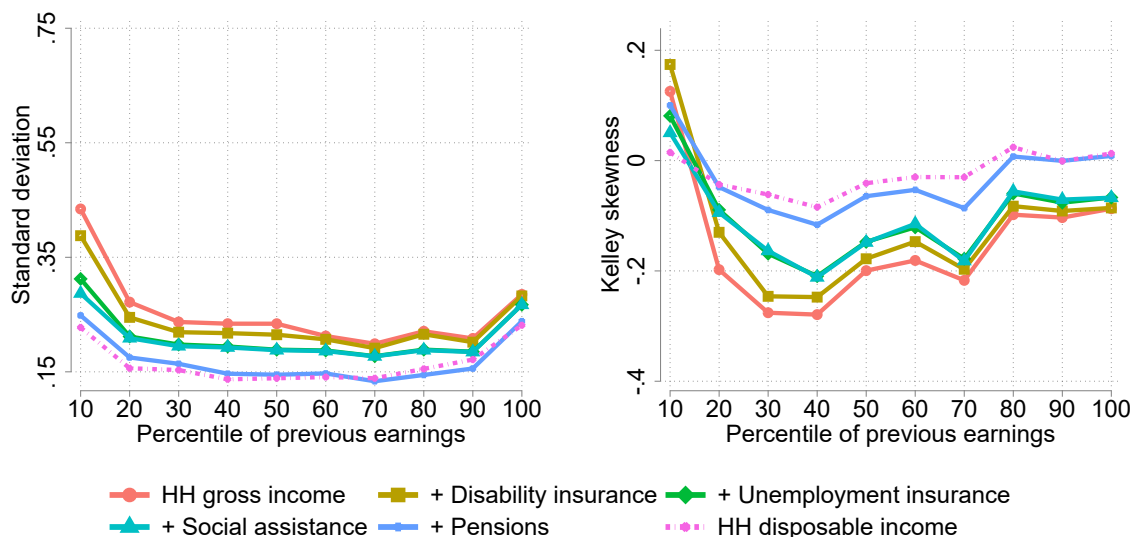 Standard deviation
.75
.55
.35
.15
10 20 30 40 50 60 70 80 90 100
Percentile of previous earnings
Kelley skewness
.2
0
-.2
-.4
10 20 30 40 50 60 70 80 90 100
Percentile of previous earnings
HH gross income
+ Disability insurance
+ Unemployment insurance
+ Social assistance
+ Pensions
HH disposable income